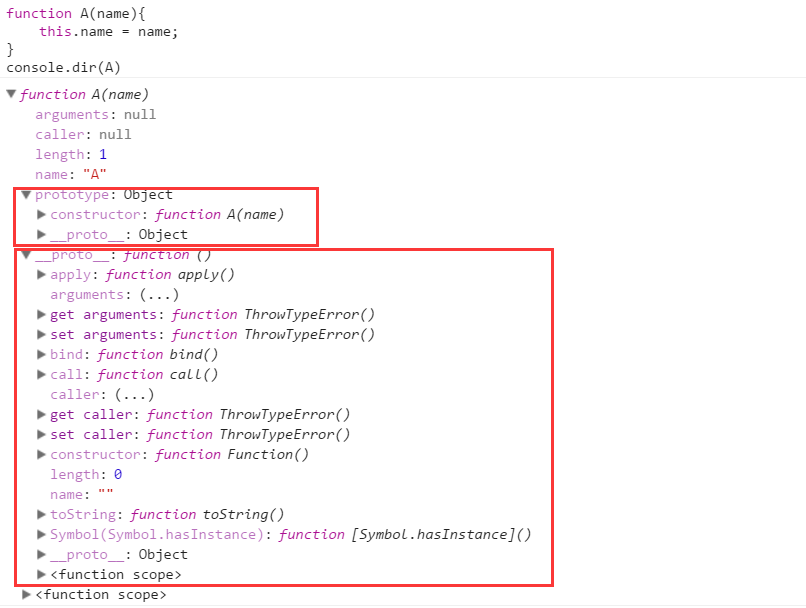 function A(name){
this.name = name;
}
console.dir(A)
▼function A(name)
arguments: null
caller: null
length: 1
name: "A"
▼prototype: Object
▶constructor: function A(name)
▶__proto__: Object
▼__proto__: function ()
▶apply: function apply()
arguments: (...)
▶get arguments: function ThrowTypeError()
▶set arguments: function ThrowTypeError()
▶bind: function bind()
▶call: function call()
caller: (...)
▶get caller: function ThrowTypeError()
▶set caller: function ThrowTypeError()
▶constructor: function Function()
length: 0
name: ""
▶toString: function toString()
▶Symbol(Symbol.hasInstance): function [Symbol.hasInstance]()
▶__proto__: Object
▶<function scope>
▶<function scope>